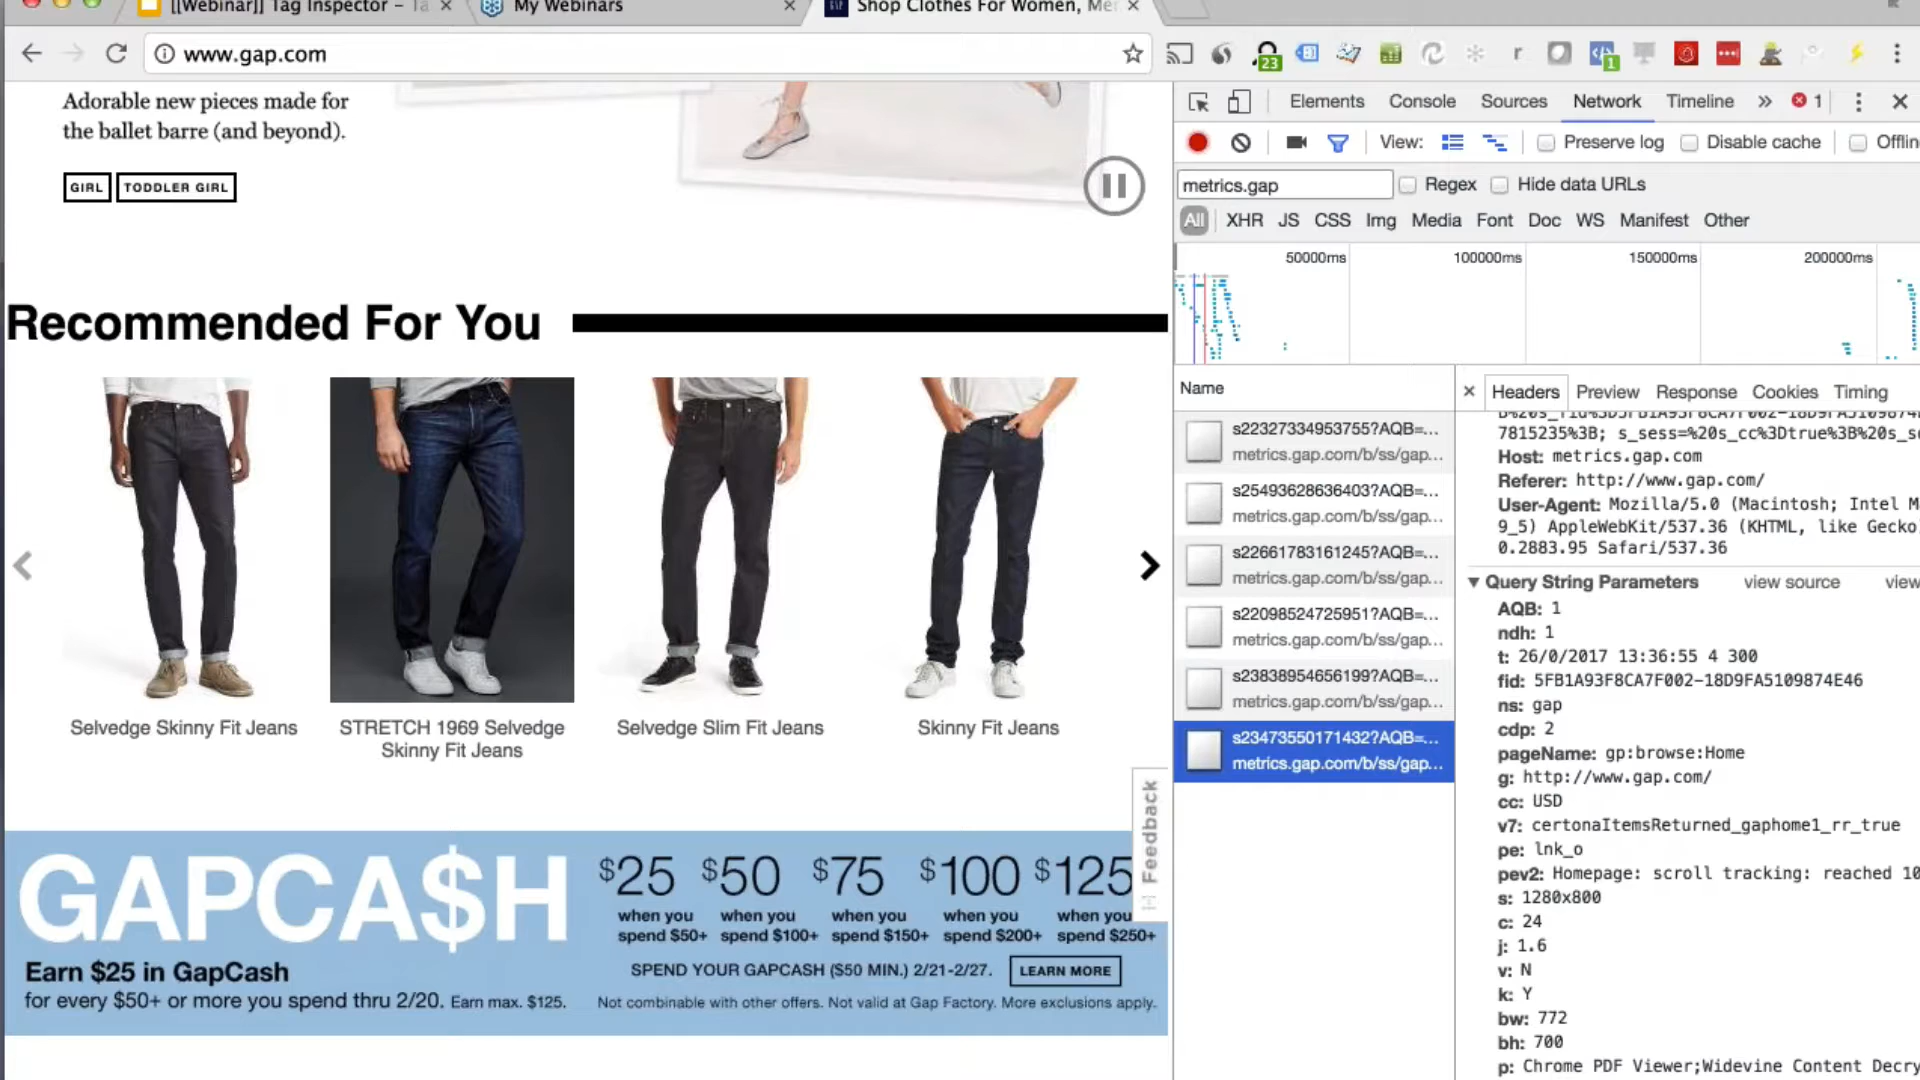 [[Webinar]] Tag Inspector – Ta
My Webinars
Shop Clothes For Women, Me
www.gap.com
23
1
Adorable new pieces made for
the ballet barre (and beyond).
GIRL
TODDLER GIRL
Recommended For You
Selvedge Skinny Fit Jeans
STRETCH 1969 Selvedge
Skinny Fit Jeans
Selvedge Slim Fit Jeans
Skinny Fit Jeans
Feedback
GAPCA$H
$25 $50 $75 $100 $125
when you when you when you when you when you
spend $50+ spend $100+ spend $150+ spend $200+ spend $250+
Earn $25 in GapCash
for every $50+ or more you spend thru 2/20. Earn max. $125.
SPEND YOUR GAPCASH ($50 MIN.) 2/21-2/27.
LEARN MORE
Not combinable with other offers. Not valid at Gap Factory. More exclusions apply.
Elements Console Sources Network Timeline » 1
View: Preserve log Disable cache Offlin
metrics.gap Regex Hide data URLs
All XHR JS CSS Img Media Font Doc WS Manifest Other
50000ms 100000ms 150000ms 200000ms
Name
s22327334953755?AQB=...
metrics.gap.com/b/ss/gap...
s25493628636403?AQB=...
metrics.gap.com/b/ss/gap...
s22661783161245?AQB=...
metrics.gap.com/b/ss/gap...
s22098524725951?AQB=...
metrics.gap.com/b/ss/gap...
s23838954656199?AQB=...
metrics.gap.com/b/ss/gap...
s23473550171432?AQB=...
metrics.gap.com/b/ss/gap...
Headers Preview Response Cookies Timing
7815235%3B; s_sess=%20s_cc%3Dtrue%3B%20s_s
Host: metrics.gap.com
Referer: http://www.gap.com/
User-Agent: Mozilla/5.0 (Macintosh; Intel M
9_5) AppleWebKit/537.36 (KHTML, like Gecko
0.2883.95 Safari/537.36
Query String Parameters view source view
AQB: 1
ndh: 1
t: 26/0/2017 13:36:55 4 300
fid: 5FB1A93F8CA7F002-18D9FA5109874E46
ns: gap
cdp: 2
pageName: gp:browse:Home
g: http://www.gap.com/
cc: USD
v7: certonaItemsReturned_gaphome1_rr_true
pe: lnk_o
pev2: Homepage: scroll tracking: reached 10
s: 1280x800
c: 24
j: 1.6
v: N
k: Y
bw: 772
bh: 700
p: Chrome PDF Viewer;Widevine Content Decry